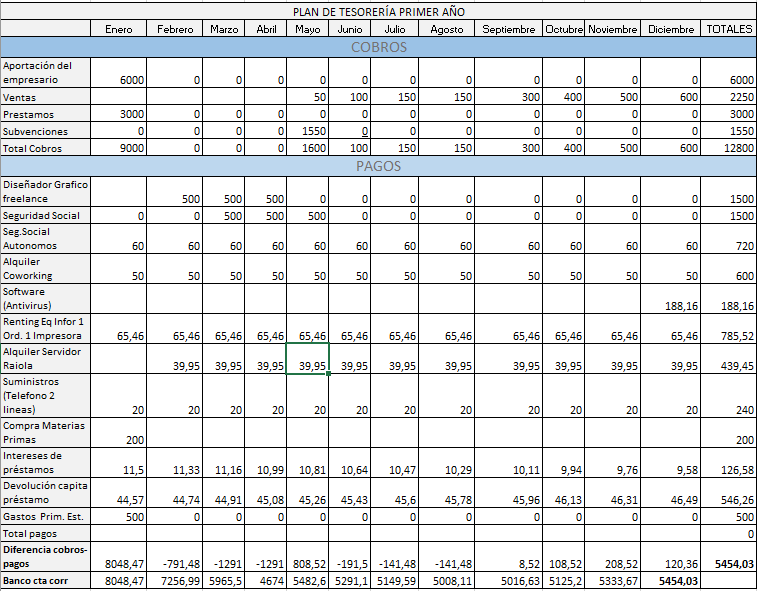 PLAN DE TESORERÍA PRIMER AÑO
Enero Febrero Marzo Abril Mayo Junio Julio Agosto Septiembre Octubre Noviembre Diciembre TOTALES
COBROS
Aportación del
empresario 6000 0 0 0 0 0 0 0 0 0 0 0 6000
Ventas 50 100 150 150 300 400 500 600 2250
Prestamos 3000 0 0 0 0 0 0 0 0 0 0 0 3000
Subvenciones 0 0 0 0 1550 0 0 0 0 0 0 0 1550
Total Cobros 9000 0 0 0 1600 100 150 150 300 400 500 600 12800
PAGOS
Diseñador Grafico
freelance 500 500 500 0 0 0 0 0 0 0 0 1500
Seguridad Social 0 0 500 500 500 0 0 0 0 0 0 0 1500
Seg.Social
Autonomos 60 60 60 60 60 60 60 60 60 60 60 60 720
Alquiler
Coworking 50 50 50 50 50 50 50 50 50 50 50 50 600
Software
(Antivirus) 188,16 188,16
Renting Eq Infor 1
Ord. 1 Impresora 65,46 65,46 65,46 65,46 65,46 65,46 65,46 65,46 65,46 65,46 65,46 65,46 785,52
Alquiler Servidor
Raiola 39,95 39,95 39,95 39,95 39,95 39,95 39,95 39,95 39,95 39,95 39,95 439,45
Suministros
(Telefono 2
lineas) 20 20 20 20 20 20 20 20 20 20 20 20 240
Compra Materias
Primas 200 200
Intereses de
préstamos 11,5 11,33 11,16 10,99 10,81 10,64 10,47 10,29 10,11 9,94 9,76 9,58 126,58
Devolución capita
préstamo 44,57 44,74 44,91 45,08 45,26 45,43 45,6 45,78 45,96 46,13 46,31 46,49 546,26
Gastos Prim. Est. 500 0 0 0 0 0 0 0 0 0 0 0 500
Total pagos 0
Diferencia cobros-
pagos 8048,47 -791,48 -1291 -1291 808,52 -191,5 -141,48 -141,48 8,52 108,52 208,52 120,36 5454,03
Banco cta corr 8048,47 7256,99 5965,5 4674 5482,6 5291,1 5149,59 5008,11 5016,63 5125,2 5333,67 5454,03